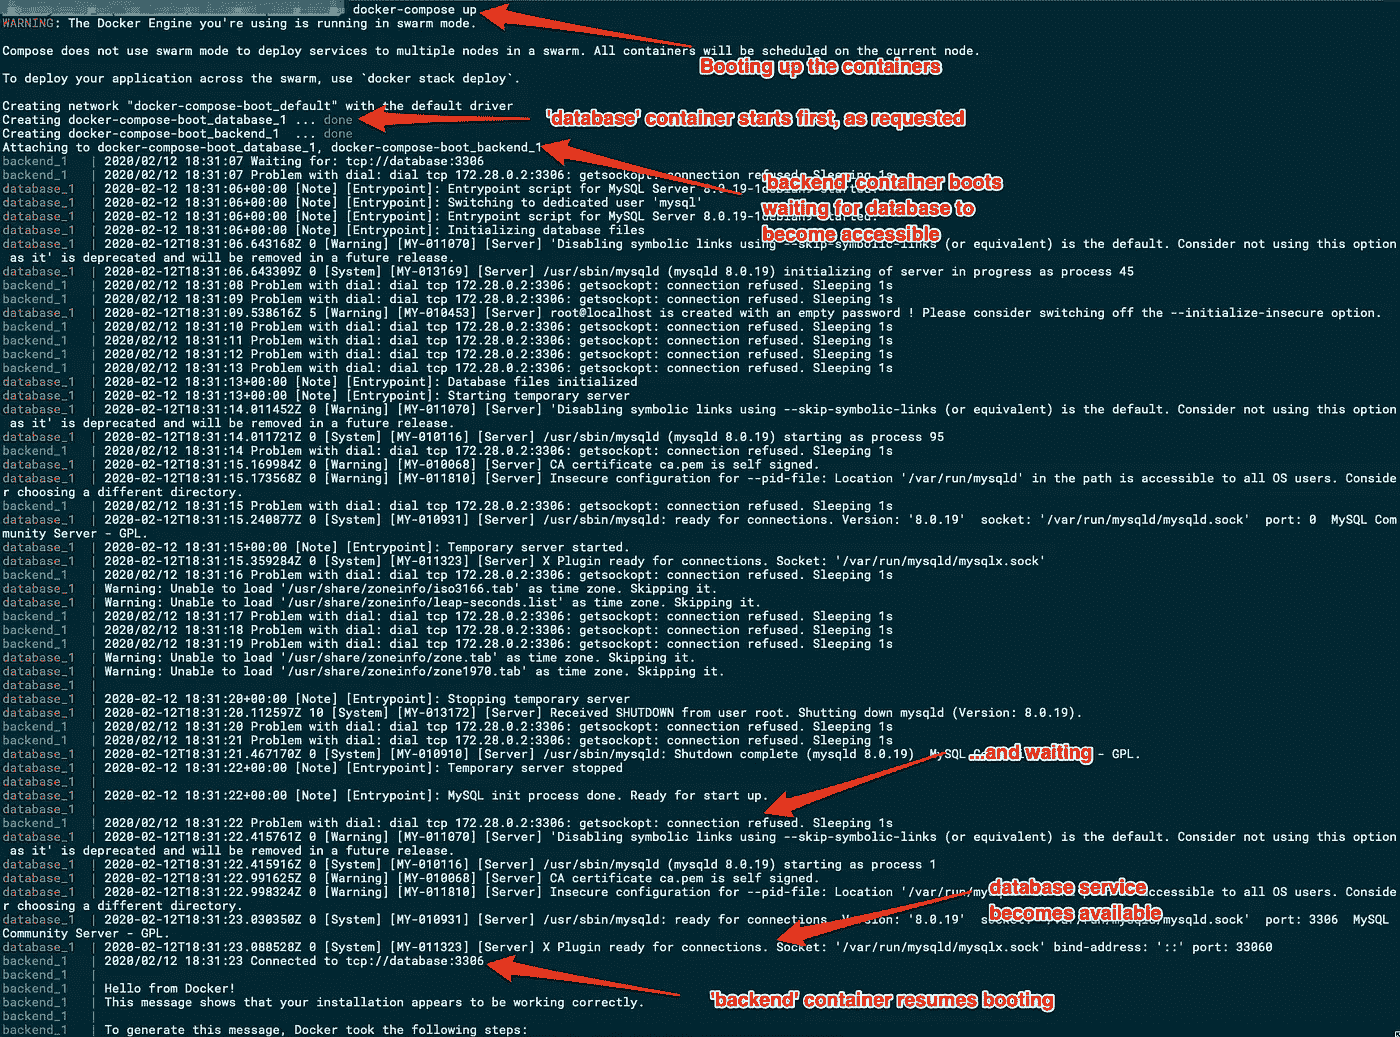 docker-compose up
WARNING: The Docker Engine you're using is running in swarm mode.
Compose does not use swarm mode to deploy services to multiple nodes in a swarm. All containers will be scheduled on the current node.
Booting up the containers
To deploy your application across the swarm, use `docker stack deploy`.
Creating network "docker-compose-boot_default" with the default driver
Creating docker-compose-boot_database_1 ... done
'database' container starts first, as requested
Creating docker-compose-boot_backend_1  ... done
Attaching to docker-compose-boot_database_1, docker-compose-boot_backend_1
backend_1   | 2020/02/12 18:31:07 Waiting for: tcp://database:3306
backend_1   | 2020/02/12 18:31:07 Problem with dial: dial tcp 172.28.0.2:3306: getsockopt: connection refused. Sleeping 1s
'backend' container boots
waiting for database to
become accessible
database_1  | 2020-02-12 18:31:06+00:00 [Note] [Entrypoint]: Entrypoint script for MySQL Server 8.0.19-1debian9 started.
database_1  | 2020-02-12 18:31:06+00:00 [Note] [Entrypoint]: Switching to dedicated user 'mysql'
database_1  | 2020-02-12 18:31:06+00:00 [Note] [Entrypoint]: Entrypoint script for MySQL Server 8.0.19-1debian9 started.
database_1  | 2020-02-12 18:31:06+00:00 [Note] [Entrypoint]: Initializing database files
database_1  | 2020-02-12T18:31:06.643168Z 0 [Warning] [MY-011070] [Server] 'Disabling symbolic links using --skip-symbolic-links (or equivalent) is the default. Consider not using this option
as it' is deprecated and will be removed in a future release.
database_1  | 2020-02-12T18:31:06.643309Z 0 [System] [MY-013169] [Server] /usr/sbin/mysqld (mysqld 8.0.19) initializing of server in progress as process 45
backend_1   | 2020/02/12 18:31:08 Problem with dial: dial tcp 172.28.0.2:3306: getsockopt: connection refused. Sleeping 1s
backend_1   | 2020/02/12 18:31:09 Problem with dial: dial tcp 172.28.0.2:3306: getsockopt: connection refused. Sleeping 1s
database_1  | 2020-02-12T18:31:09.538616Z 5 [Warning] [MY-010453] [Server] root@localhost is created with an empty password ! Please consider switching off the --initialize-insecure option.
backend_1   | 2020/02/12 18:31:10 Problem with dial: dial tcp 172.28.0.2:3306: getsockopt: connection refused. Sleeping 1s
backend_1   | 2020/02/12 18:31:11 Problem with dial: dial tcp 172.28.0.2:3306: getsockopt: connection refused. Sleeping 1s
backend_1   | 2020/02/12 18:31:12 Problem with dial: dial tcp 172.28.0.2:3306: getsockopt: connection refused. Sleeping 1s
backend_1   | 2020/02/12 18:31:13 Problem with dial: dial tcp 172.28.0.2:3306: getsockopt: connection refused. Sleeping 1s
database_1  | 2020-02-12 18:31:13+00:00 [Note] [Entrypoint]: Database files initialized
database_1  | 2020-02-12 18:31:13+00:00 [Note] [Entrypoint]: Starting temporary server
database_1  | 2020-02-12T18:31:14.011452Z 0 [Warning] [MY-011070] [Server] 'Disabling symbolic links using --skip-symbolic-links (or equivalent) is the default. Consider not using this option
as it' is deprecated and will be removed in a future release.
database_1  | 2020-02-12T18:31:14.011721Z 0 [System] [MY-010116] [Server] /usr/sbin/mysqld (mysqld 8.0.19) starting as process 95
backend_1   | 2020/02/12 18:31:14 Problem with dial: dial tcp 172.28.0.2:3306: getsockopt: connection refused. Sleeping 1s
database_1  | 2020-02-12T18:31:15.169984Z 0 [Warning] [MY-010068] [Server] CA certificate ca.pem is self signed.
database_1  | 2020-02-12T18:31:15.173568Z 0 [Warning] [MY-011810] [Server] Insecure configuration for --pid-file: Location '/var/run/mysqld' in the path is accessible to all OS users. Conside
r choosing a different directory.
backend_1   | 2020/02/12 18:31:15 Problem with dial: dial tcp 172.28.0.2:3306: getsockopt: connection refused. Sleeping 1s
database_1  | 2020-02-12T18:31:15.240877Z 0 [System] [MY-010931] [Server] /usr/sbin/mysqld: ready for connections. Version: '8.0.19'  socket: '/var/run/mysqld/mysqld.sock'  port: 0  MySQL Com
munity Server - GPL.
database_1  | 2020-02-12 18:31:15+00:00 [Note] [Entrypoint]: Temporary server started.
database_1  | 2020-02-12T18:31:15.359284Z 0 [System] [MY-011323] [Server] X Plugin ready for connections. Socket: '/var/run/mysqld/mysqlx.sock'
backend_1   | 2020/02/12 18:31:16 Problem with dial: dial tcp 172.28.0.2:3306: getsockopt: connection refused. Sleeping 1s
database_1  | Warning: Unable to load '/usr/share/zoneinfo/iso3166.tab' as time zone. Skipping it.
database_1  | Warning: Unable to load '/usr/share/zoneinfo/leap-seconds.list' as time zone. Skipping it.
backend_1   | 2020/02/12 18:31:17 Problem with dial: dial tcp 172.28.0.2:3306: getsockopt: connection refused. Sleeping 1s
backend_1   | 2020/02/12 18:31:18 Problem with dial: dial tcp 172.28.0.2:3306: getsockopt: connection refused. Sleeping 1s
backend_1   | 2020/02/12 18:31:19 Problem with dial: dial tcp 172.28.0.2:3306: getsockopt: connection refused. Sleeping 1s
database_1  | Warning: Unable to load '/usr/share/zoneinfo/zone.tab' as time zone. Skipping it.
database_1  | Warning: Unable to load '/usr/share/zoneinfo/zone1970.tab' as time zone. Skipping it.
database_1  |
database_1  | 2020-02-12 18:31:20+00:00 [Note] [Entrypoint]: Stopping temporary server
database_1  | 2020-02-12T18:31:20.112597Z 10 [System] [MY-013172] [Server] Received SHUTDOWN from user root. Shutting down mysqld (Version: 8.0.19).
backend_1   | 2020/02/12 18:31:20 Problem with dial: dial tcp 172.28.0.2:3306: getsockopt: connection refused. Sleeping 1s
backend_1   | 2020/02/12 18:31:21 Problem with dial: dial tcp 172.28.0.2:3306: getsockopt: connection refused. Sleeping 1s
database_1  | 2020-02-12T18:31:21.467170Z 0 [System] [MY-010910] [Server] /usr/sbin/mysqld: Shutdown complete (mysqld 8.0.19)  MySQL - GPL.
...and waiting
database_1  | 2020-02-12 18:31:22+00:00 [Note] [Entrypoint]: Temporary server stopped
database_1  |
database_1  | 2020-02-12 18:31:22+00:00 [Note] [Entrypoint]: MySQL init process done. Ready for start up.
database_1  |
backend_1   | 2020/02/12 18:31:22 Problem with dial: dial tcp 172.28.0.2:3306: getsockopt: connection refused. Sleeping 1s
database_1  | 2020-02-12T18:31:22.415761Z 0 [Warning] [MY-011070] [Server] 'Disabling symbolic links using --skip-symbolic-links (or equivalent) is the default. Consider not using this option
as it' is deprecated and will be removed in a future release.
database_1  | 2020-02-12T18:31:22.415916Z 0 [System] [MY-010116] [Server] /usr/sbin/mysqld (mysqld 8.0.19) starting as process 1
database_1  | 2020-02-12T18:31:22.991625Z 0 [Warning] [MY-010068] [Server] CA certificate ca.pem is self signed.
database_1  | 2020-02-12T18:31:22.998324Z 0 [Warning] [MY-011810] [Server] Insecure configuration for --pid-file: Location '/var/run/my accessible to all OS users. Conside
database service
becomes available
r choosing a different directory.
database_1  | 2020-02-12T18:31:23.030350Z 0 [System] [MY-010931] [Server] /usr/sbin/mysqld: ready for connections. Version: '8.0.19'  socket: '/var/run/mysqld/mysqld.sock'  port: 3306  MySQL
Community Server - GPL.
database_1  | 2020-02-12T18:31:23.088528Z 0 [System] [MY-011323] [Server] X Plugin ready for connections. Socket: '/var/run/mysqld/mysqlx.sock' bind-address: '::' port: 33060
backend_1   | 2020/02/12 18:31:23 Connected to tcp://database:3306
backend_1   |
backend_1   | Hello from Docker!
'backend' container resumes booting
backend_1   | This message shows that your installation appears to be working correctly.
backend_1   |
backend_1   | To generate this message, Docker took the following steps: